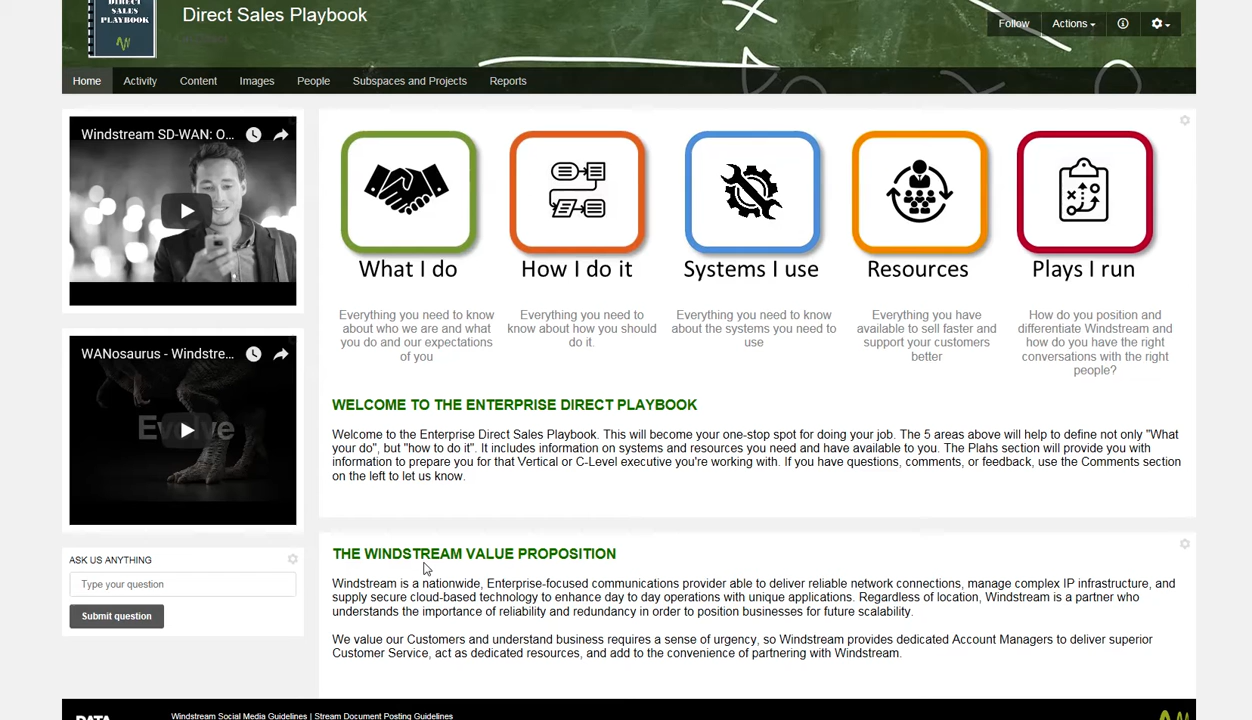 DIRECT
SALES
PLAYBOOK
Direct Sales Playbook
Follow
Actions
Home
Activity
Content
Images
People
Subspaces and Projects
Reports
Windstream SD-WAN: O...
WANosaurus - Windstre...
Evolve
ASK US ANYTHING
Type your question
Submit question
What I do
How I do it
Systems I use
Resources
Plays I run
Everything you need to know
about who we are and what
you do and our expectations
of you
Everything you need to
know about how you should
do it.
Everything you need to know
about the systems you need to
use
Everything you have
available to sell faster and
support your customers
better
How do you position and
differentiate Windstream and
how do you have the right
conversations with the right
people?
WELCOME TO THE ENTERPRISE DIRECT PLAYBOOK
Welcome to the Enterprise Direct Sales Playbook. This will become your one-stop spot for doing your job. The 5 areas above will help to define not only "What
your do", but "how to do it". It includes information on systems and resources you need and have available to you. The Plahs section will provide you with
information to prepare you for that Vertical or C-Level executive you're working with. If you have questions, comments, or feedback, use the Comments section
on the left to let us know.
THE WINDSTREAM VALUE PROPOSITION
Windstream is a nationwide, Enterprise-focused communications provider able to deliver reliable network connections, manage complex IP infrastructure, and
supply secure cloud-based technology to enhance day to day operations with unique applications. Regardless of location, Windstream is a partner who
understands the importance of reliability and redundancy in order to position businesses for future scalability.
We value our Customers and understand business requires a sense of urgency, so Windstream provides dedicated Account Managers to deliver superior
Customer Service, act as dedicated resources, and add to the convenience of partnering with Windstream.
DATA
Windstream Social Media Guidelines | Stream Document Posting Guidelines